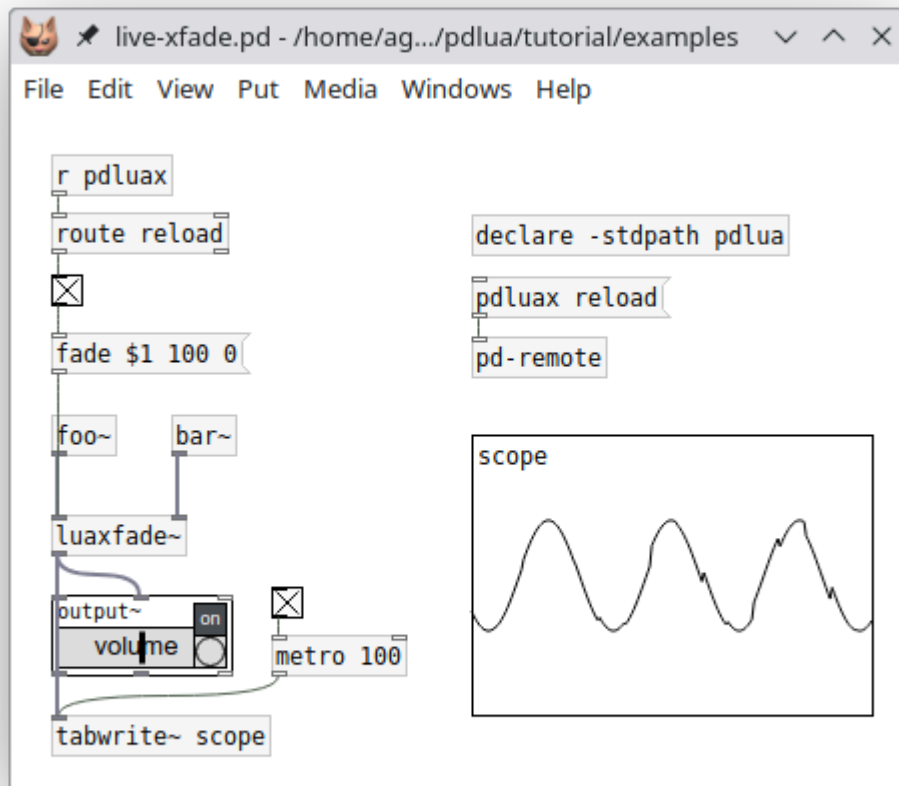 live-xfade.pd - /home/ag.../pdlua/tutorial/examples
File Edit View Put Media Windows Help
r pdluax
route reload
fade $1 100 0
foo~
bar~
luaxfade~
output~
on
volume
metro 100
tabwrite~ scope
declare -stdpath pdlua
pdluax reload
pd-remote
scope